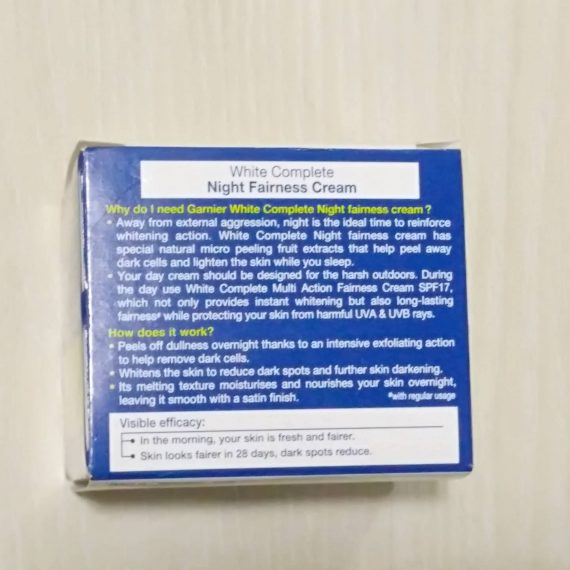 White Complete
Night Fairness Cream
Why do I need Garnier White Complete Night fairness cream?
• Away from external aggression, night is the ideal time to reinforce
whitening action. White Complete Night fairness cream has
special natural micro peeling fruit extracts that help peel away
dark cells and lighten the skin while you sleep.
• Your day cream should be designed for the harsh outdoors. During
the day use White Complete Multi Action Fairness Cream SPF17,
which not only provides instant whitening but also long-lasting
fairness# while protecting your skin from harmful UVA & UVB rays.
How does it work?
• Peels off dullness overnight thanks to an intensive exfoliating action
to help remove dark cells.
• Whitens the skin to reduce dark spots and further skin darkening.
• Its melting texture moisturises and nourishes your skin overnight,
leaving it smooth with a satin finish. #with regular usage
Visible efficacy:
• In the morning, your skin is fresh and fairer.
• Skin looks fairer in 28 days, dark spots reduce.